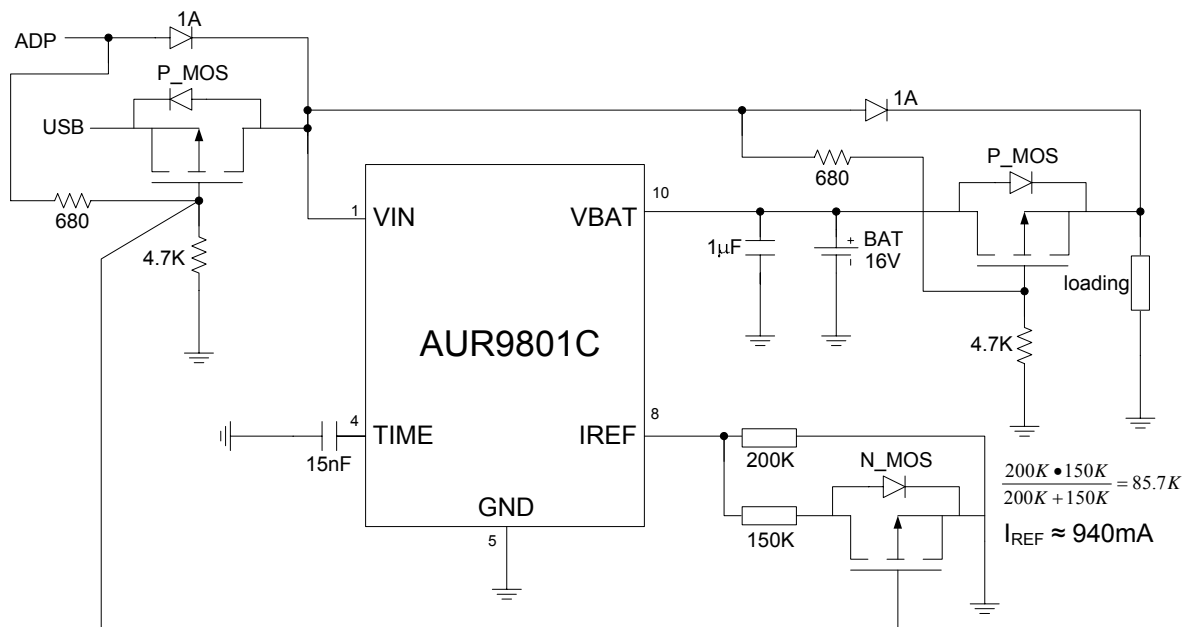 1A
ADP
P_MOS
USB
680
4.7K
1A
680
P_MOS
1
VIN
10
VBAT
1μF
+
BAT
-
16V
loading
4.7K
AUR9801C
4
TIME
15nF
8
IREF
200K
N_MOS
150K
GND
5
200K • 150K
200K + 150K
= 85.7K
IREF ≈ 940mA